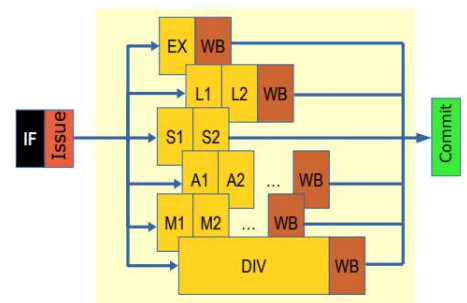 EX WB
L1 L2 WB
IF Issue S1 S2 Commit
A1 A2 ... WB
M1 M2 ... WB
DIV WB